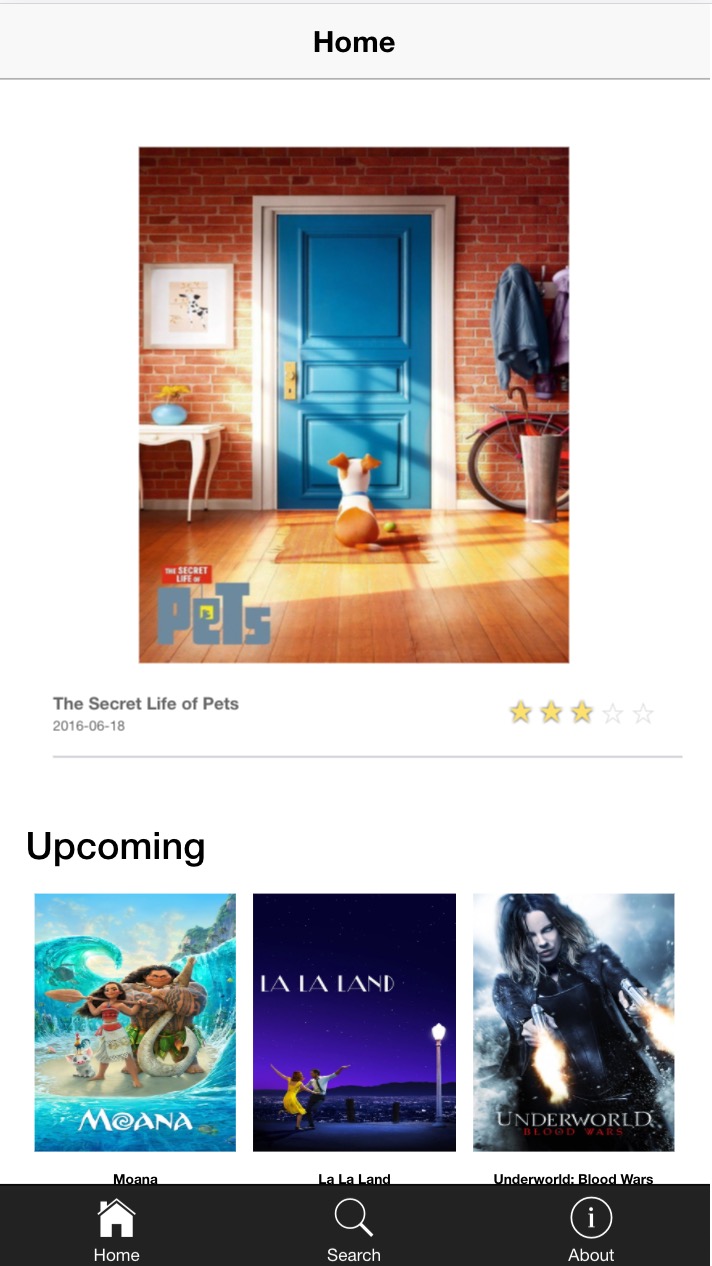 Home
THE SECRET
LIFE OF
PeTs
The Secret Life of Pets
2016-06-18
Upcoming
MOANA
LA LA LAND
UNDERWORLD
BLOOD WARS
Moana
La La Land
Underworld: Blood Wars
Home
Search
About